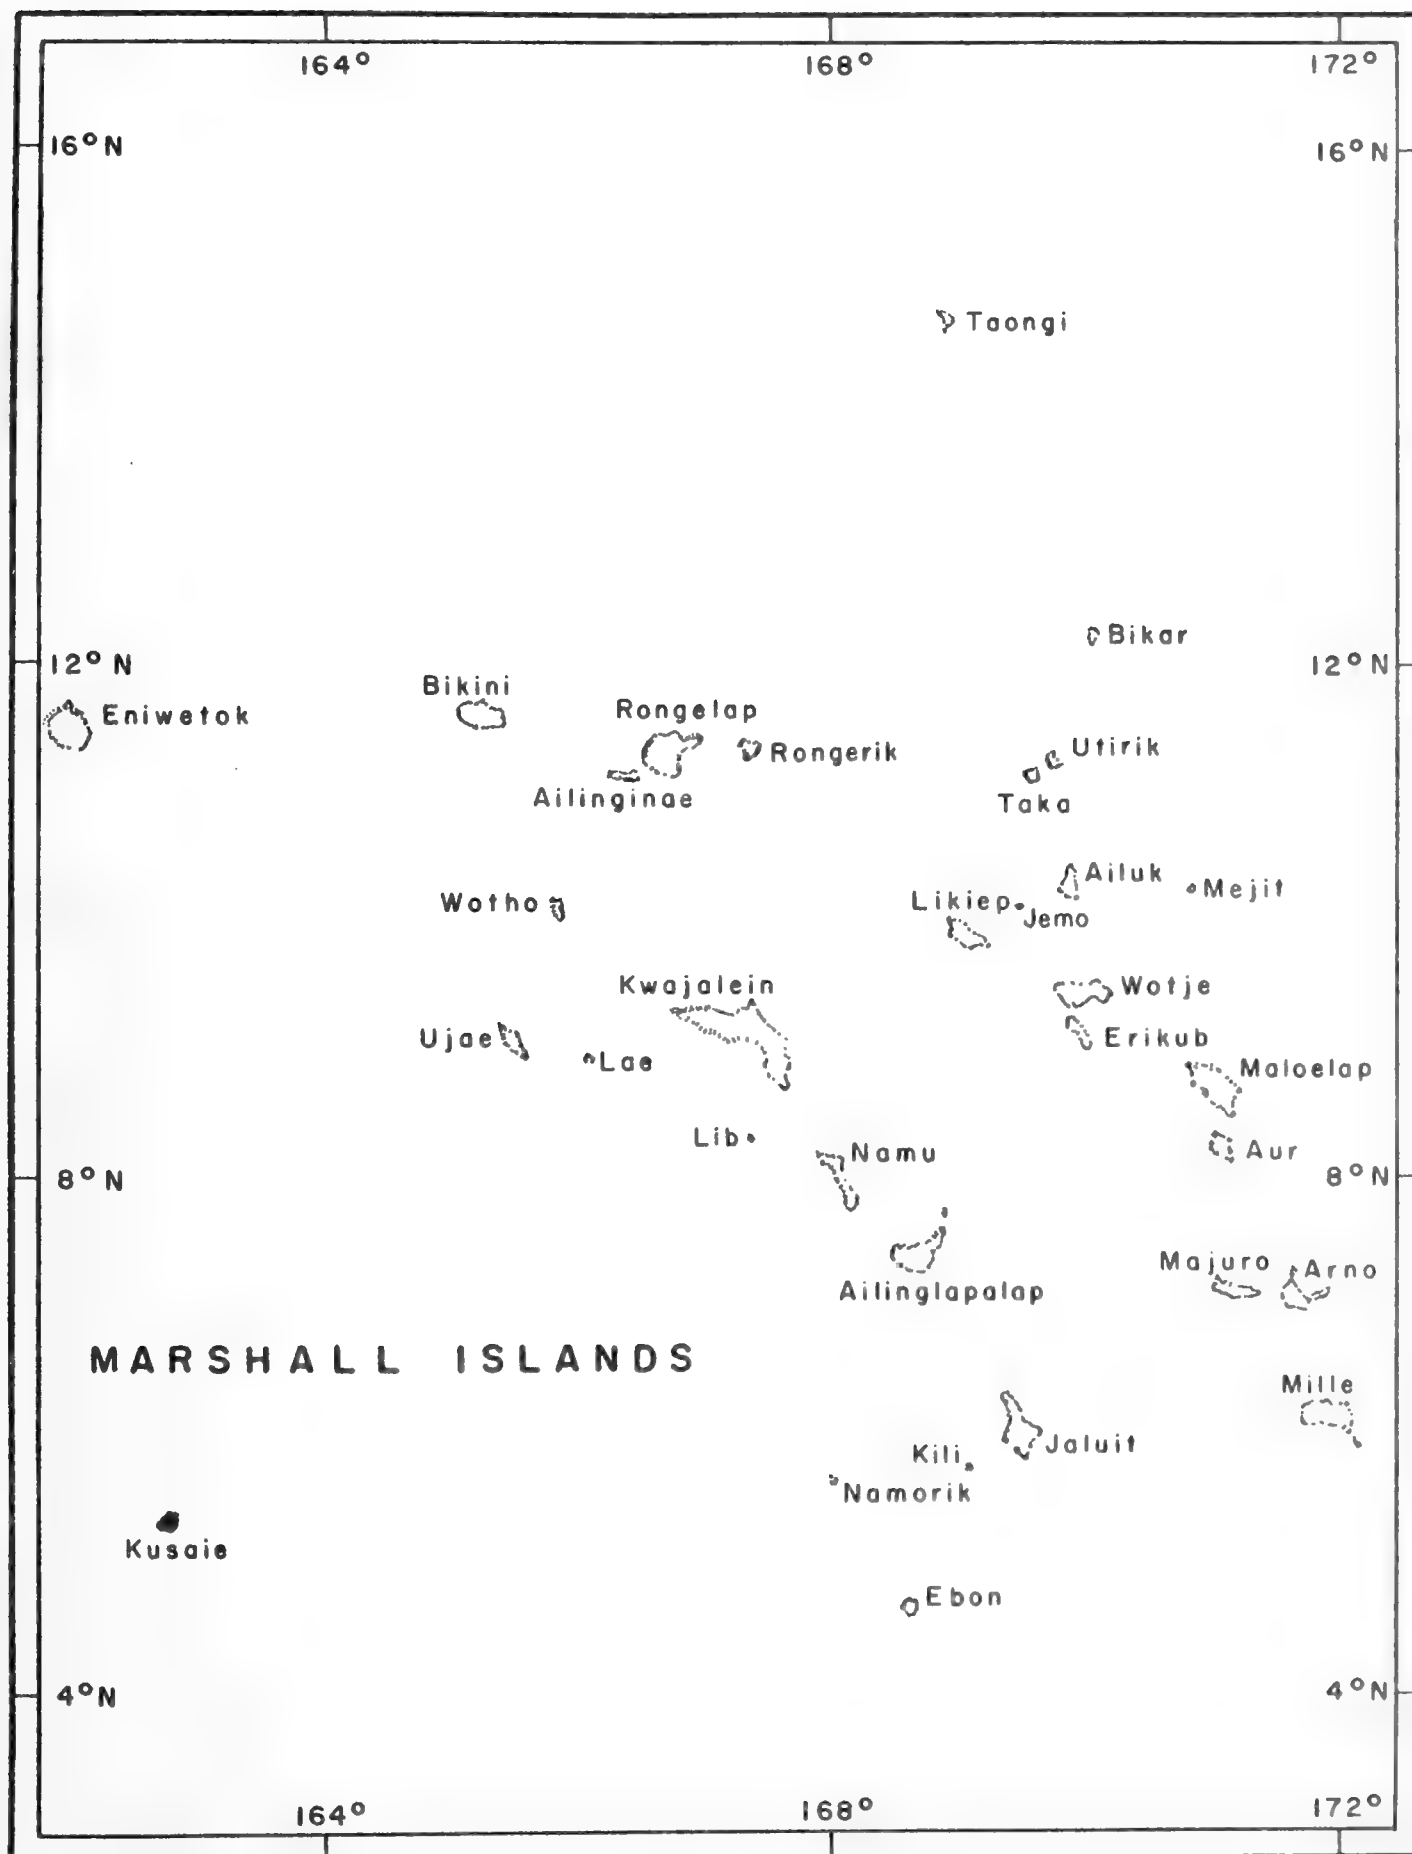 164° 168° 172°
16°N 16°N
Taongi
Bikar
12°N 12°N
Bikini
Eniwetok
Rongelap
Rongerik
Utirik
Ailinginae
Taka
Ailuk
Mejit
Wotho
Likiep
Jemo
Kwajalein
Wotje
Ujae
Erikub
Lae
Maloelap
Lib
Namu
Aur
8°N 8°N
Majuro
Arno
Ailinglapalap
MARSHALL ISLANDS
Mille
Jaluit
Kili
Namorik
Kusaie
Ebon
4°N 4°N
164° 168° 172°